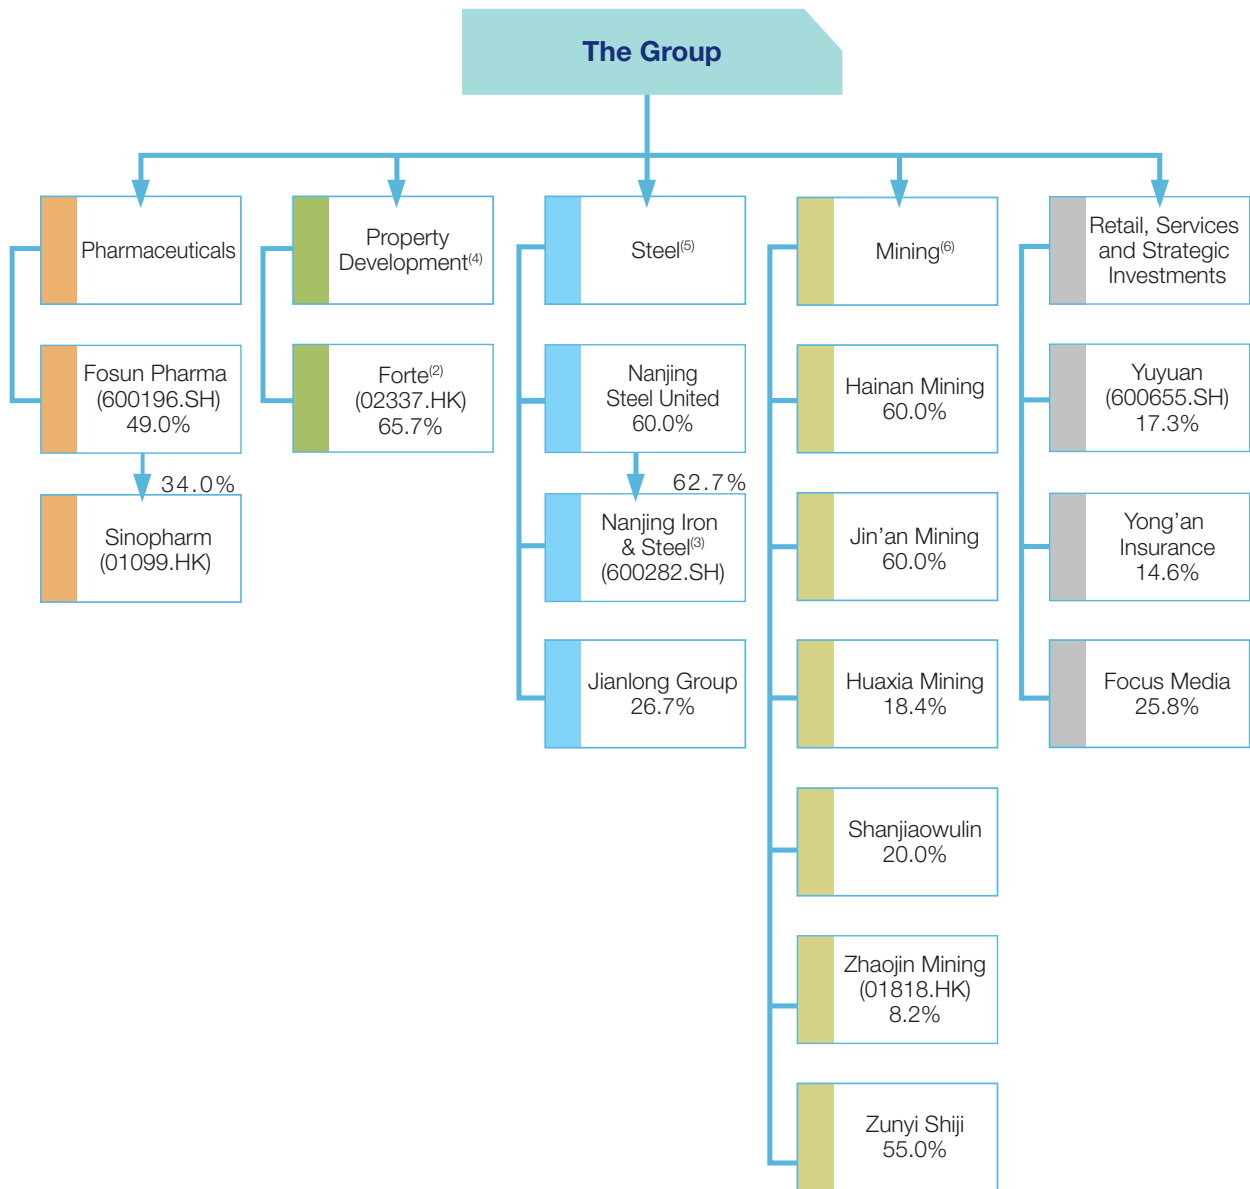 The Group
Pharmaceuticals
Fosun Pharma
(600196.SH)
49.0%
34.0%
Sinopharm
(01099.HK)
Property
Development(4)
Forte(2)
(02337.HK)
65.7%
Steel(5)
Nanjing
Steel United
60.0%
62.7%
Nanjing Iron
& Steel(3)
(600282.SH)
Jianlong Group
26.7%
Mining(6)
Hainan Mining
60.0%
Jin’an Mining
60.0%
Huaxia Mining
18.4%
Shanjiaowulin
20.0%
Zhaojin Mining
(01818.HK)
8.2%
Zunyi Shiji
55.0%
Retail, Services
and Strategic
Investments
Yuyuan
(600655.SH)
17.3%
Yong’an
Insurance
14.6%
Focus Media
25.8%